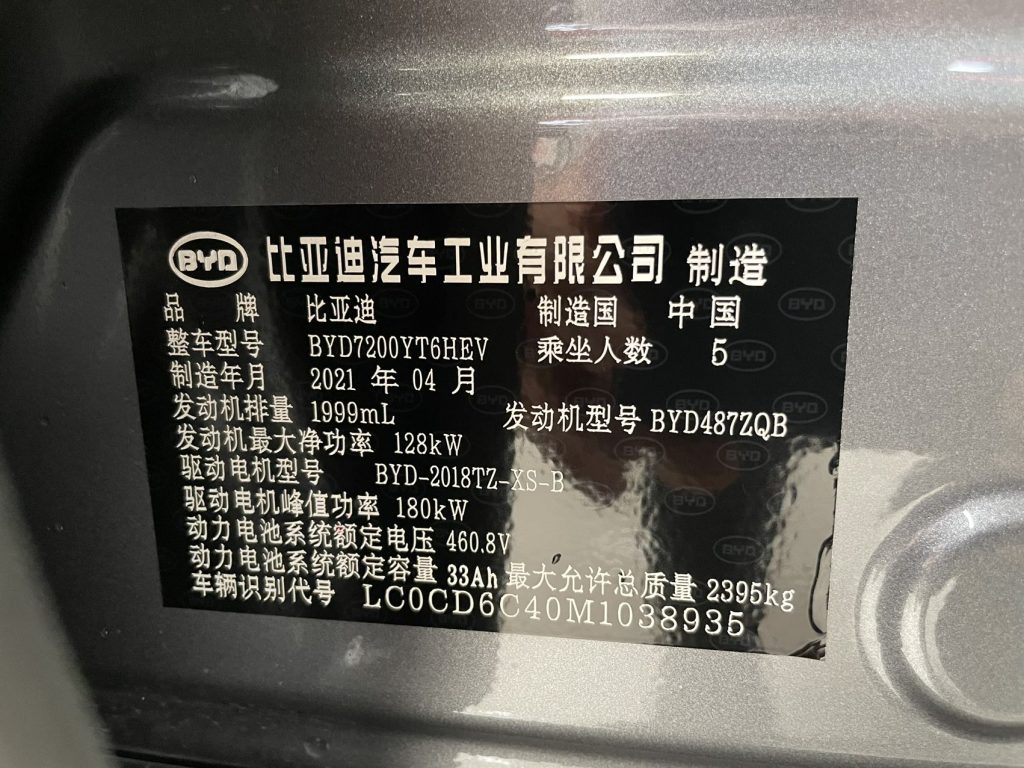 BYD 比亚迪汽车工业有限公司 制造
品牌 比亚迪 制造国 中国
整车型号 BYD7200YT6HEV 乘坐人数 5
制造年月 2021 年 04 月
发动机排量 1999mL 发动机型号 BYD487ZQB
发动机最大净功率 128kW
驱动电机型号 BYD-2018TZ-XS-B
驱动电机峰值功率 180kW
动力电池系统额定电压 460.8V
动力电池系统额定容量 33Ah 最大允许总质量 2395kg
车辆识别代号 LC0CD6C40M1038935